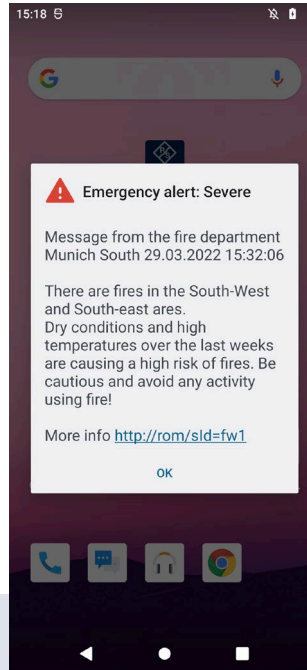 15:18
Emergency alert: Severe
Message from the fire department
Munich South 29.03.2022 15:32:06
There are fires in the South-West
and South-east ares.
Dry conditions and high
temperatures over the last weeks
are causing a high risk of fires. Be
cautious and avoid any activity
using fire!
More info http://rom/sId=fw1
OK